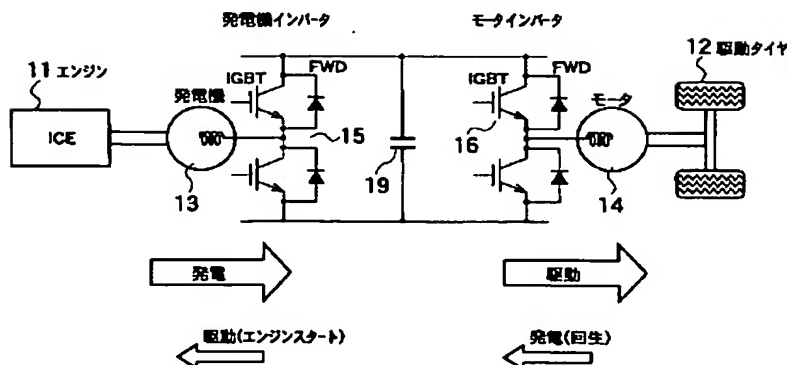 発電機インバータ
モータインバータ
11 エンジン
ICE
発電機
13
IGBT
FWD
15
19
IGBT
FWD
16
モータ
14
12 駆動タイヤ
発電
駆動
駆動(エンジンスタート)
発電(回生)